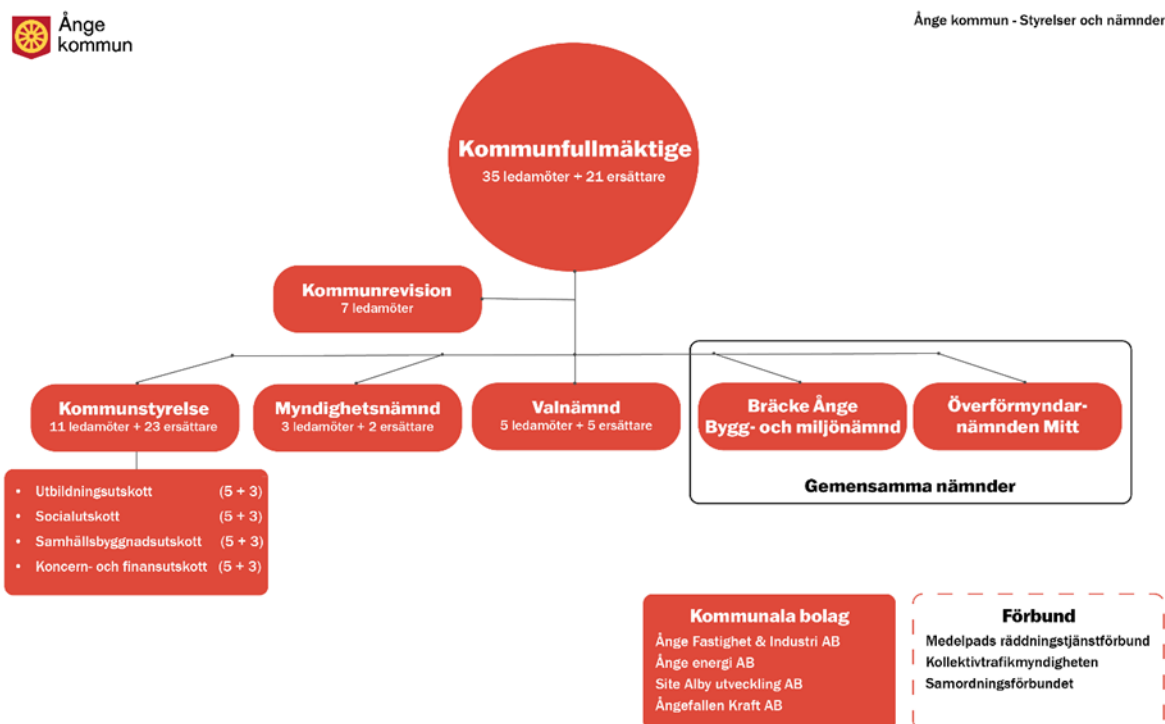 Ånge
kommun
Ånge kommun - Styrelser och nämnder
Kommunfullmäktige
35 ledamöter + 21 ersättare
Kommunrevision
7 ledamöter
Kommunstyrelse
11 ledamöter + 23 ersättare
Myndighetsnämnd
3 ledamöter + 2 ersättare
Valnämnd
5 ledamöter + 5 ersättare
Bräcke Ånge
Bygg- och miljönämnd
Överförmyndar-
nämnden Mitt
Gemensamma nämnder
• Utbildningsutskott (5 + 3)
• Socialutskott (5 + 3)
• Samhällsbyggnadsutskott (5 + 3)
• Koncern- och finansutskott (5 + 3)
Kommunala bolag
Ånge Fastighet & Industri AB
Ånge energi AB
Site Alby utveckling AB
Ångefallen Kraft AB
Förbund
Medelpads räddningstjänstförbund
Kollektivtrafikmyndigheten
Samordningsförbundet